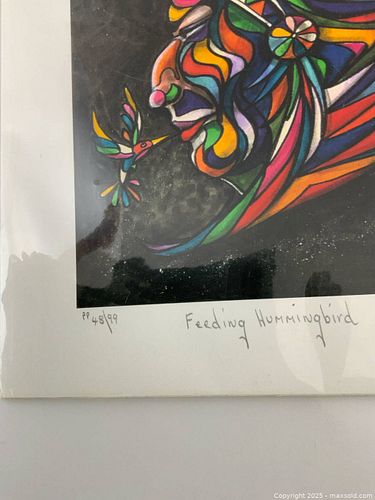 PP 48/99 Feeding Hummingbird
Copyright 2025 - maxsold.com